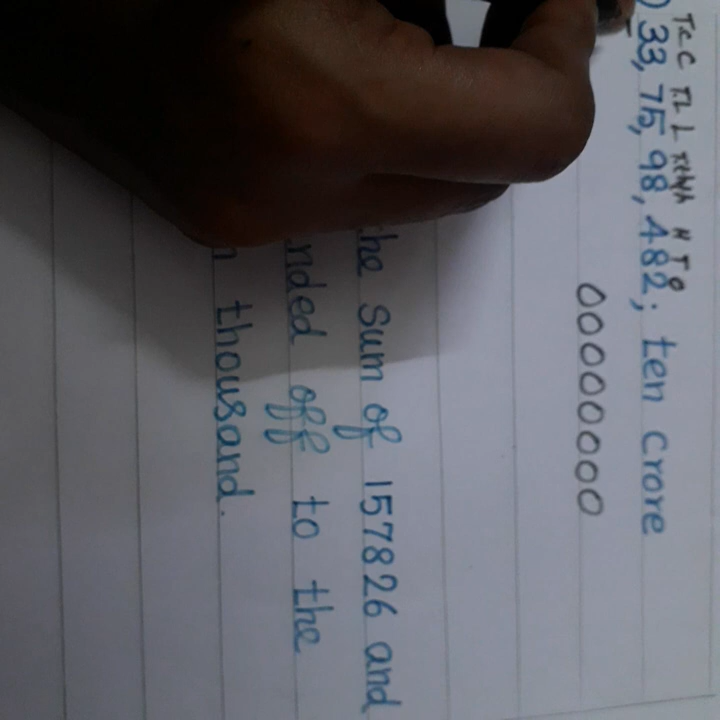 TC C TL L TTh Th H T O
) 33,75,98,482; ten crore
00000000
he sum of 157826 and
nded off to the
thousand.